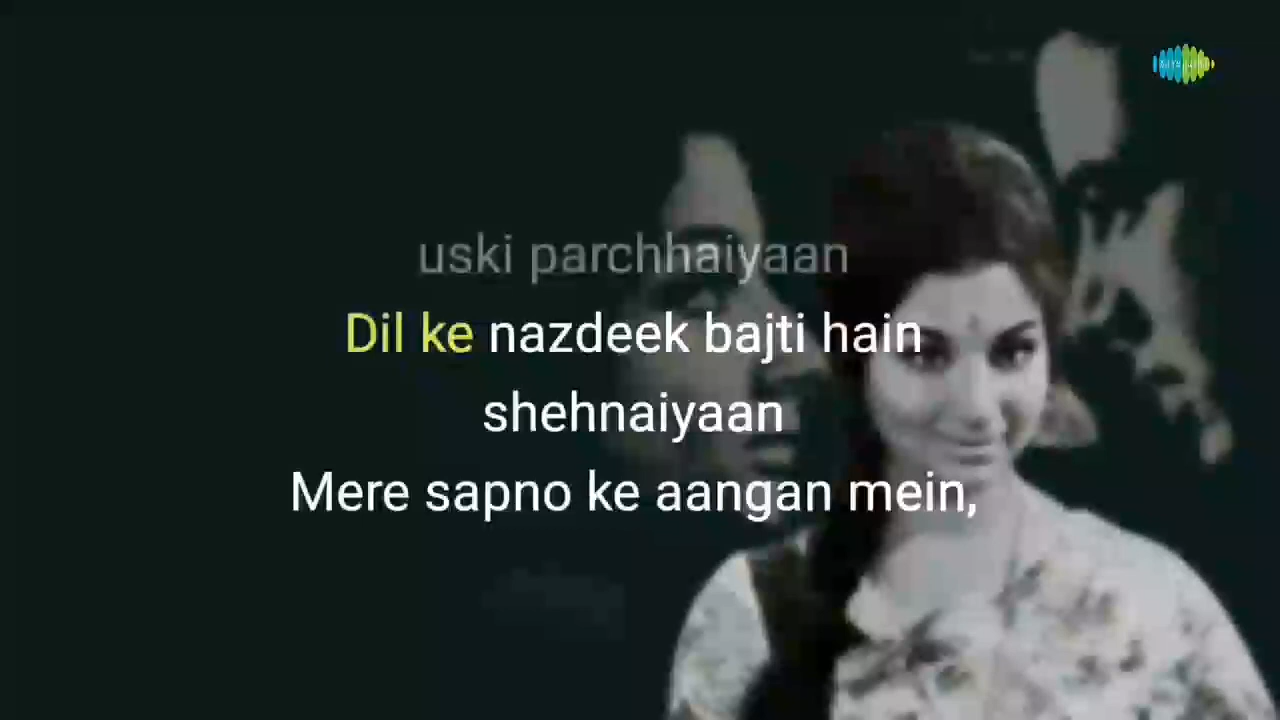 uski parchhaiyaan
Dil ke nazdeek bajti hain
shehnaiyaan
Mere sapno ke aangan mein,